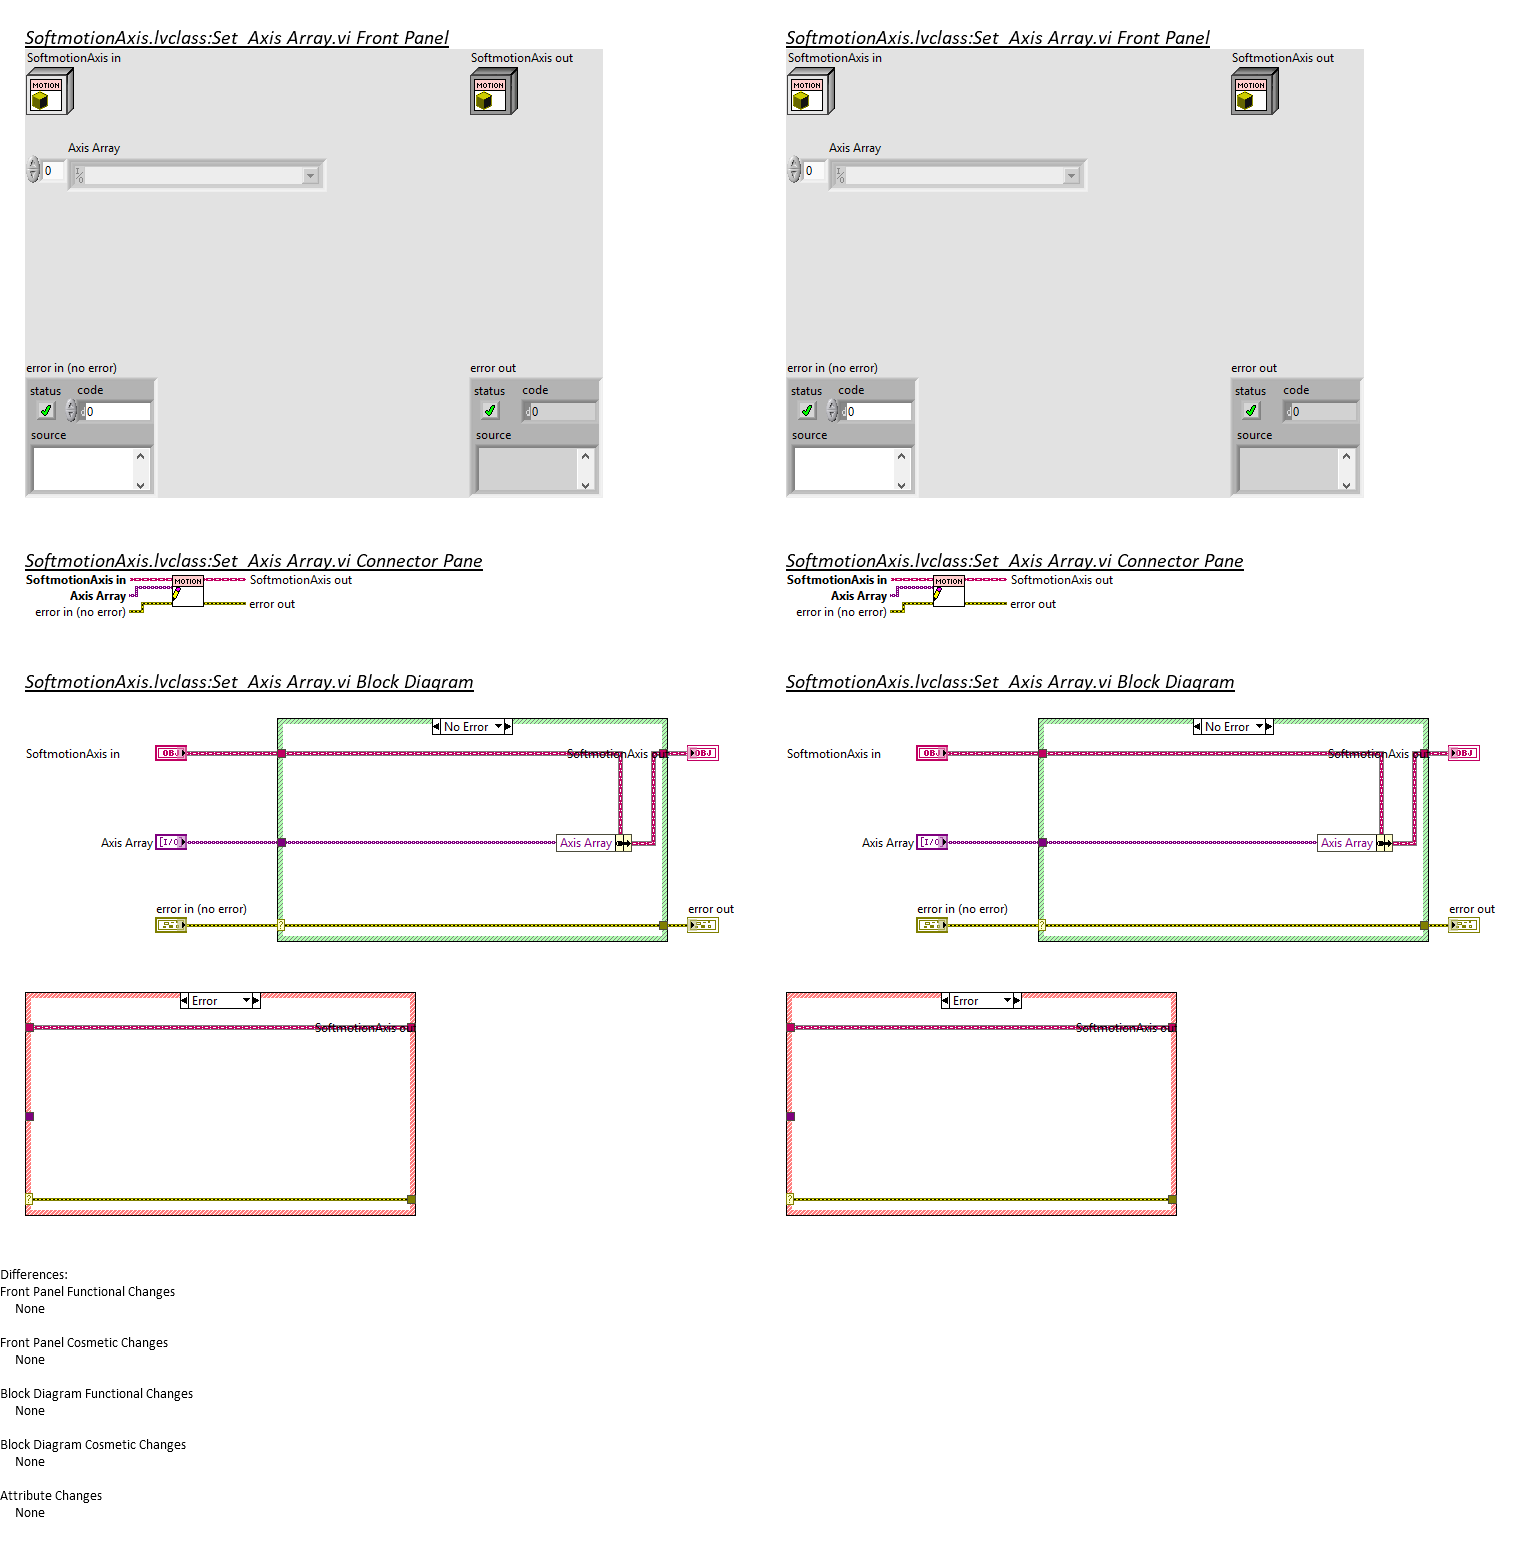 SoftmotionAxis.lvclass:Set  Axis Array.vi Front Panel
SoftmotionAxis in
SoftmotionAxis out
MOTION
MOTION
Axis Array
0
I/O
error in (no error)
status
code
d0
source
error out
status
code
d0
source
SoftmotionAxis.lvclass:Set  Axis Array.vi Connector Pane
SoftmotionAxis in
Axis Array
error in (no error)
MOTION
SoftmotionAxis out
error out
SoftmotionAxis.lvclass:Set  Axis Array.vi Block Diagram
No Error
SoftmotionAxis in
OBJ
SoftmotionAxis out
OBJ
Axis Array
[I/O]
Axis Array
error in (no error)
?
error out
Error
SoftmotionAxis out
?
SoftmotionAxis.lvclass:Set  Axis Array.vi Front Panel
SoftmotionAxis in
SoftmotionAxis out
MOTION
MOTION
Axis Array
0
I/O
error in (no error)
status
code
d0
source
error out
status
code
d0
source
SoftmotionAxis.lvclass:Set  Axis Array.vi Connector Pane
SoftmotionAxis in
Axis Array
error in (no error)
MOTION
SoftmotionAxis out
error out
SoftmotionAxis.lvclass:Set  Axis Array.vi Block Diagram
No Error
SoftmotionAxis in
OBJ
SoftmotionAxis out
OBJ
Axis Array
[I/O]
Axis Array
error in (no error)
?
error out
Error
SoftmotionAxis out
?
Differences:
Front Panel Functional Changes
None
Front Panel Cosmetic Changes
None
Block Diagram Functional Changes
None
Block Diagram Cosmetic Changes
None
Attribute Changes
None